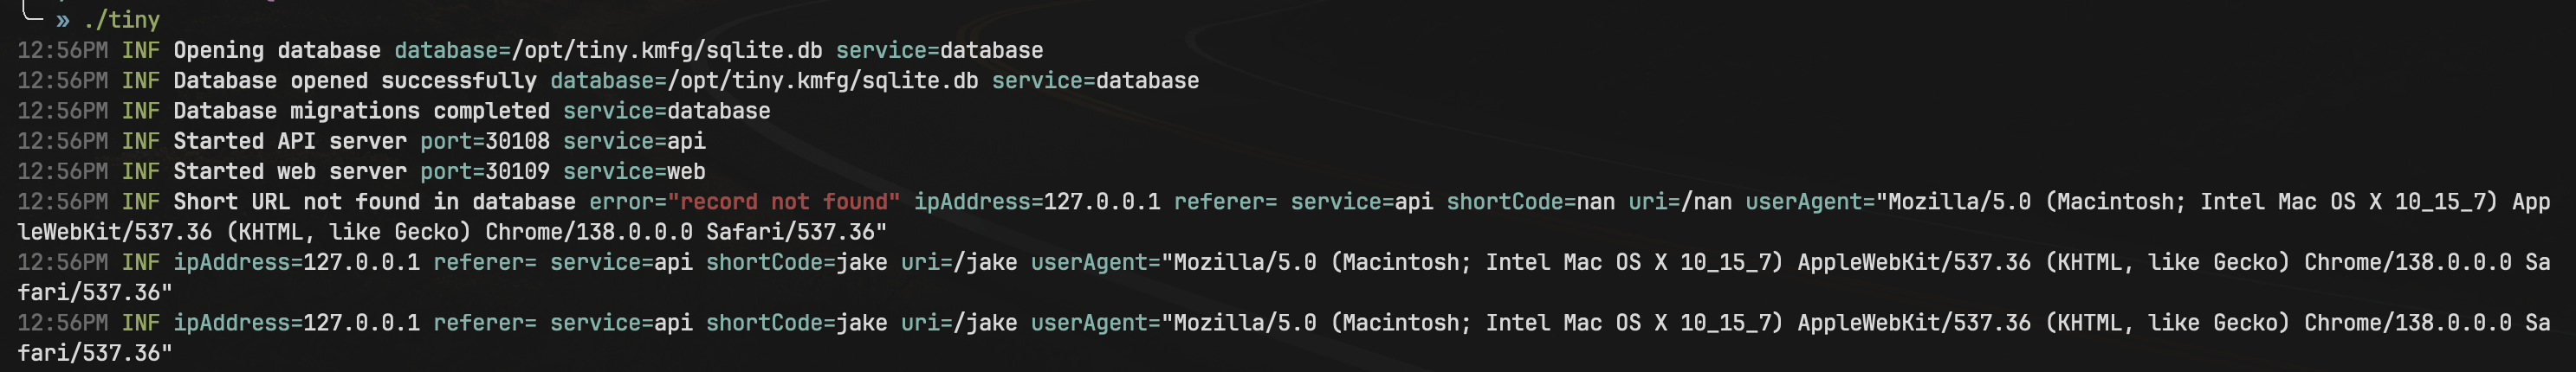 » ./tiny
12:56PM INF Opening database database=/opt/tiny.kmfg/sqlite.db service=database
12:56PM INF Database opened successfully database=/opt/tiny.kmfg/sqlite.db service=database
12:56PM INF Database migrations completed service=database
12:56PM INF Started API server port=30108 service=api
12:56PM INF Started web server port=30109 service=web
12:56PM INF Short URL not found in database error="record not found" ipAddress=127.0.0.1 referer= service=api shortCode=nan uri=/nan userAgent="Mozilla/5.0 (Macintosh; Intel Mac OS X 10_15_7) App
leWebKit/537.36 (KHTML, like Gecko) Chrome/138.0.0.0 Safari/537.36"
12:56PM INF ipAddress=127.0.0.1 referer= service=api shortCode=jake uri=/jake userAgent="Mozilla/5.0 (Macintosh; Intel Mac OS X 10_15_7) AppleWebKit/537.36 (KHTML, like Gecko) Chrome/138.0.0.0 Sa
fari/537.36"
12:56PM INF ipAddress=127.0.0.1 referer= service=api shortCode=jake uri=/jake userAgent="Mozilla/5.0 (Macintosh; Intel Mac OS X 10_15_7) AppleWebKit/537.36 (KHTML, like Gecko) Chrome/138.0.0.0 Sa
fari/537.36"